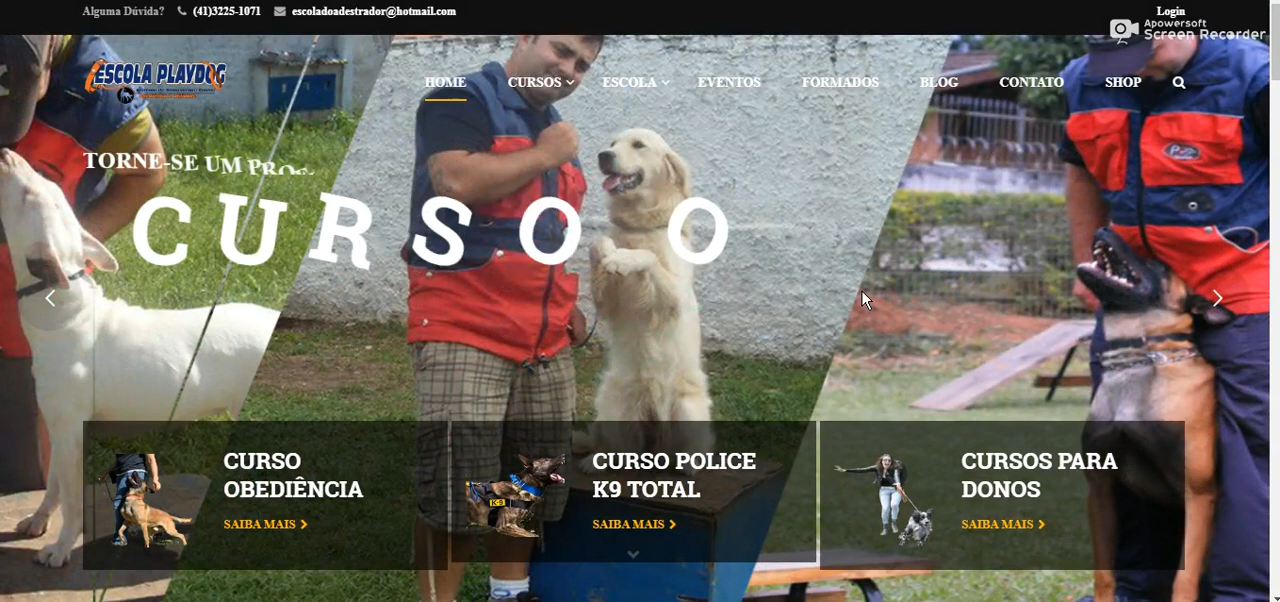 Alguma Dúvida? (41)3225-1071 escoladoadestrador@hotmail.com Login
Apowersoft
Screen Recorder
ESCOLA PLAYDOG
HOME CURSOS ESCOLA EVENTOS FORMADOS BLOG CONTATO SHOP
TORNE-SE UM
CURSO O
CURSO
OBEDIÊNCIA
SAIBA MAIS
K-9
CURSO POLICE
K9 TOTAL
SAIBA MAIS
CURSOS PARA
DONOS
SAIBA MAIS